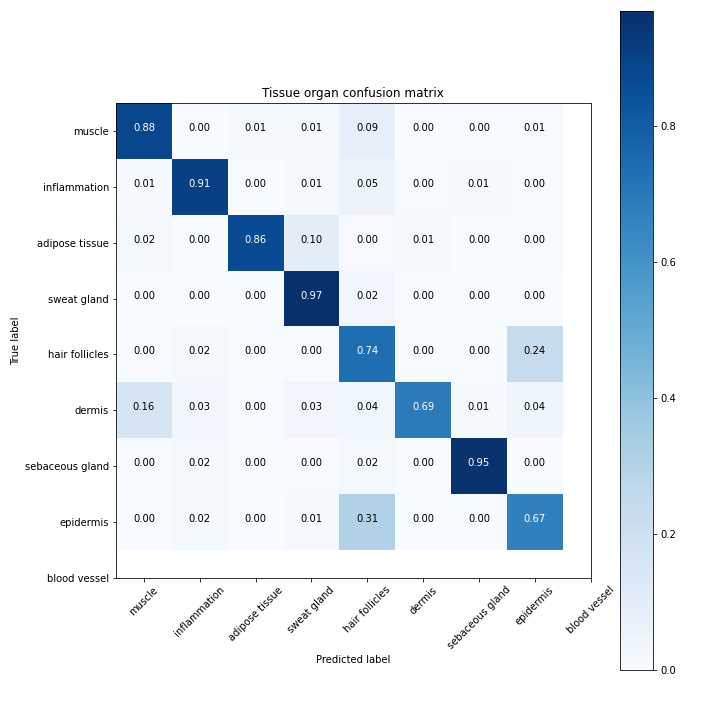 Tissue organ confusion matrix
muscle 0.88 0.00 0.01 0.01 0.09 0.00 0.00 0.01
inflammation 0.01 0.91 0.00 0.01 0.05 0.00 0.01 0.00
adipose tissue 0.02 0.00 0.86 0.10 0.00 0.01 0.00 0.00
sweat gland 0.00 0.00 0.00 0.97 0.02 0.00 0.00 0.00
hair follicles 0.00 0.02 0.00 0.00 0.74 0.00 0.00 0.24
dermis 0.16 0.03 0.00 0.03 0.04 0.69 0.01 0.04
sebaceous gland 0.00 0.02 0.00 0.00 0.02 0.00 0.95 0.00
epidermis 0.00 0.02 0.00 0.01 0.31 0.00 0.00 0.67
blood vessel
True label
muscle
inflammation
adipose tissue
sweat gland
hair follicles
dermis
sebaceous gland
epidermis
blood vessel
Predicted label
0.8
0.6
0.4
0.2
0.0